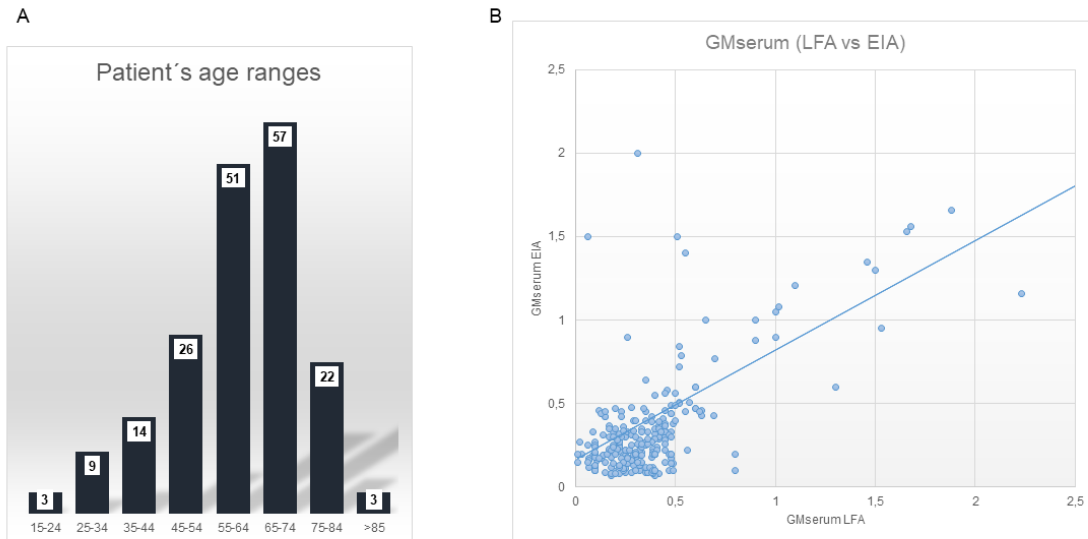 A
Patient´s age ranges
57
51
26
22
14
9
3
3
15-24 25-34 35-44 45-54 55-64 65-74 75-84 >85
B
GMserum (LFA vs EIA)
2,5
2
1,5
1
0,5
0
GMserum EIA
0 0,5 1 1,5 2 2,5
GMserum LFA